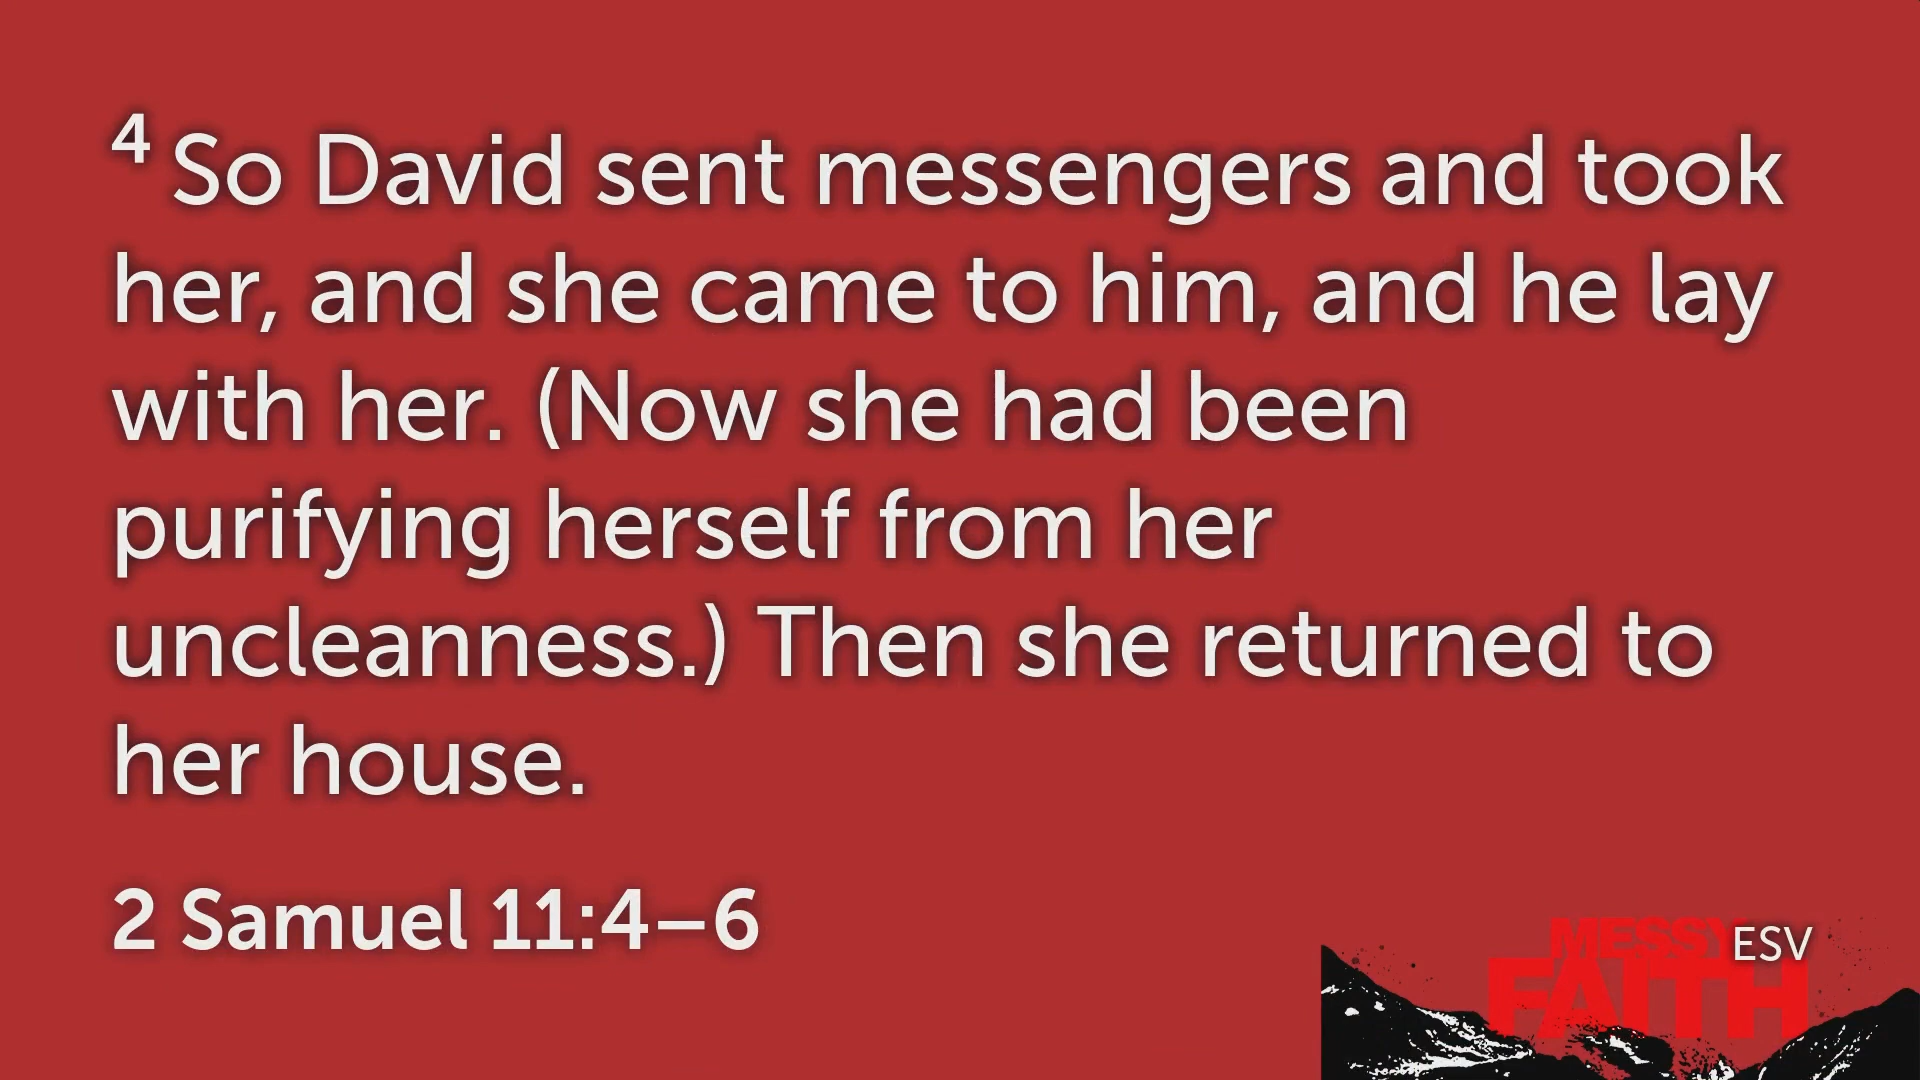 4 So David sent messengers and took
her, and she came to him, and he lay
with her. (Now she had been
purifying herself from her
uncleanness.) Then she returned to
her house.
2 Samuel 11:4–6
MESSY
ESV
FAITH